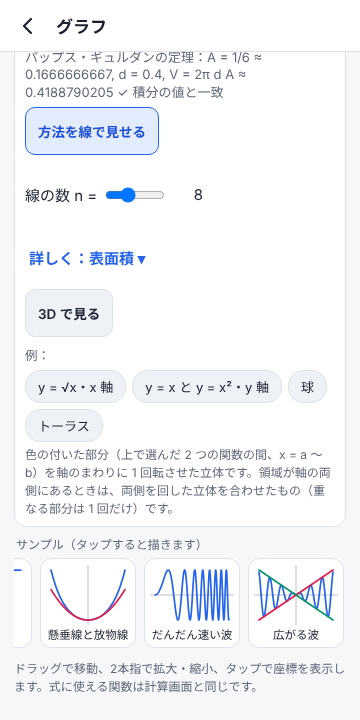 グラフ
パップス・ギュルダンの定理：A = 1/6 ≈
0.1666666667, d = 0.4, V = 2π d A ≈
0.4188790205 ✓ 積分の値と一致
方法を線で見せる
線の数 n = 8
詳しく：表面積 ▾
3D で見る
例：
y = √x・x 軸
y = x と y = x²・y 軸
球
トーラス
色の付いた部分（上で選んだ 2 つの関数の間、x = a ～
b）を軸のまわりに 1 回転させた立体です。領域が軸の両
側にあるときは、両側を回した立体を合わせたもの（重
なる部分は 1 回だけ）です。
サンプル（タップすると描きます）
懸垂線と放物線
だんだん速い波
広がる波
ドラッグで移動、2本指で拡大・縮小、タップで座標を表示し
ます。式に使える関数は計算画面と同じです。